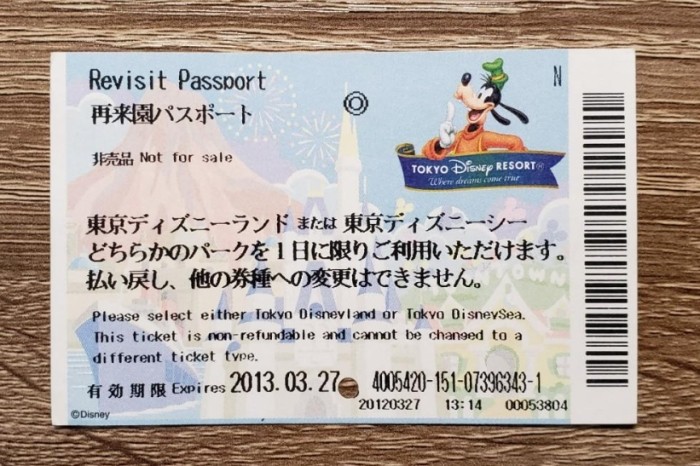 Revisit Passport
N
再来園パスポート
非売品 Not for sale
TOKYO Disney RESORT®
Where dreams come true
東京ディズニーランド または 東京ディズニーシー
どちらかのパークを1日に限りご利用いただけます。
払い戻し、他の券種への変更はできません。
Please select either Tokyo Disneyland or Tokyo DisneySea.
This ticket is non-refundable and cannot be changed to a
different ticket type.
有効期限 Expires 2013.03.27 4005420-151-07396343-1
20120327 13:14 00053804
©Disney